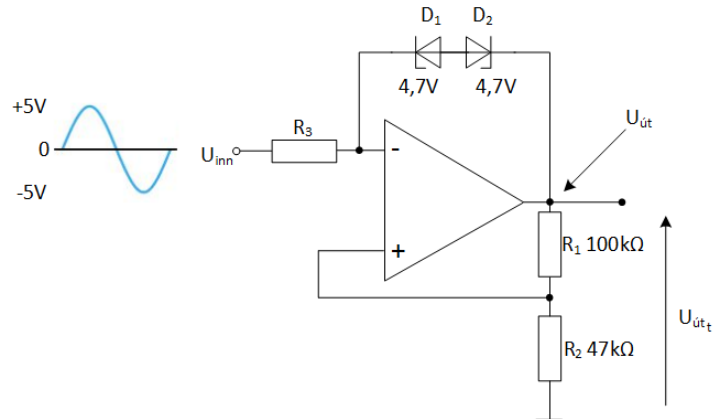 D₁ D₂
4,7V 4,7V
+5V
0
-5V
R₃
Uᵢₙₙ
-
+
Uút
R₁ 100kΩ
R₂ 47kΩ
Uútₜ